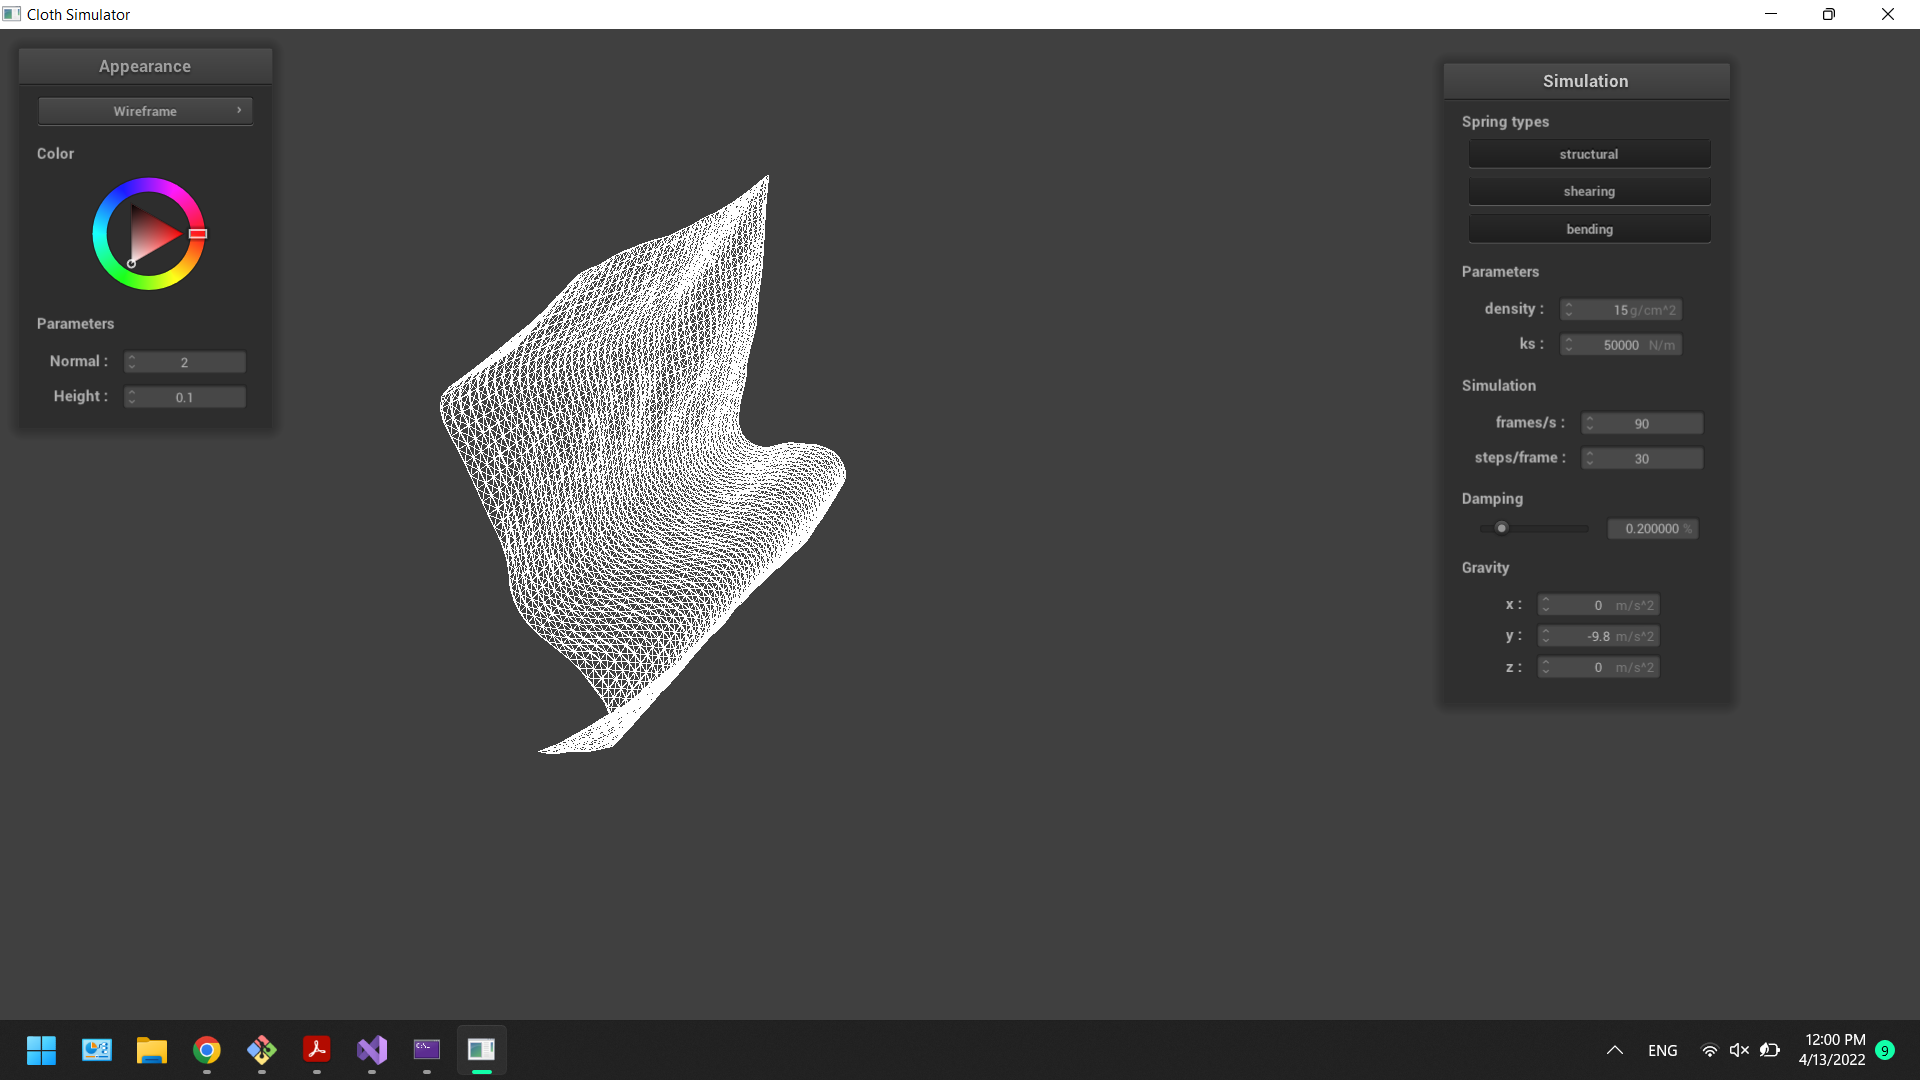 Cloth Simulator
Appearance
Wireframe
Color
Parameters
Normal : 2
Height : 0.1
Simulation
Spring types
structural
shearing
bending
Parameters
density : 15 g/cm^2
ks : 50000 N/m
Simulation
frames/s : 90
steps/frame : 30
Damping
0.200000 %
Gravity
x : 0 m/s^2
y : -9.8 m/s^2
z : 0 m/s^2
ENG
12:00 PM
4/13/2022
9